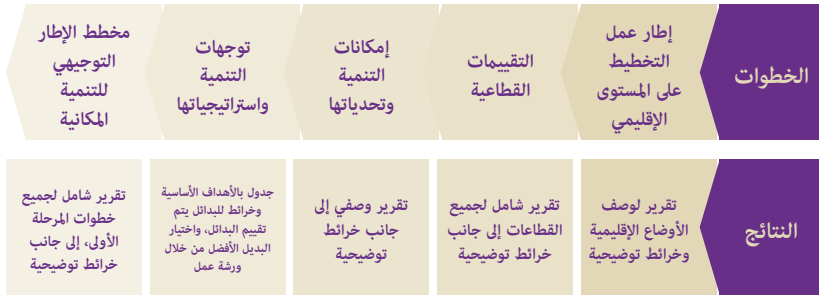 الخطوات
إطار عمل
التخطيط
على المستوى
الإقليمي
التقييمات
القطاعية
إمكانات
التنمية
وتحدياتها
توجهات
التنمية
واستراتيجياتها
مخطط الإطار
التوجيهي
للتنمية
المكانية
النتائج
تقرير لوصف
الأوضاع الإقليمية
وخرائط توضيحية
تقرير شامل لجميع
القطاعات إلى جانب
خرائط توضيحية
تقرير وصفي إلى
جانب خرائط
توضيحية
جدول بالأهداف الأساسية
وخرائط للبدائل يتم
تقييم البدائل، واختيار
البديل الأفضل من خلال
ورشة عمل
تقرير شامل لجميع
خطوات المرحلة
الأولى، إلى جانب
خرائط توضيحية